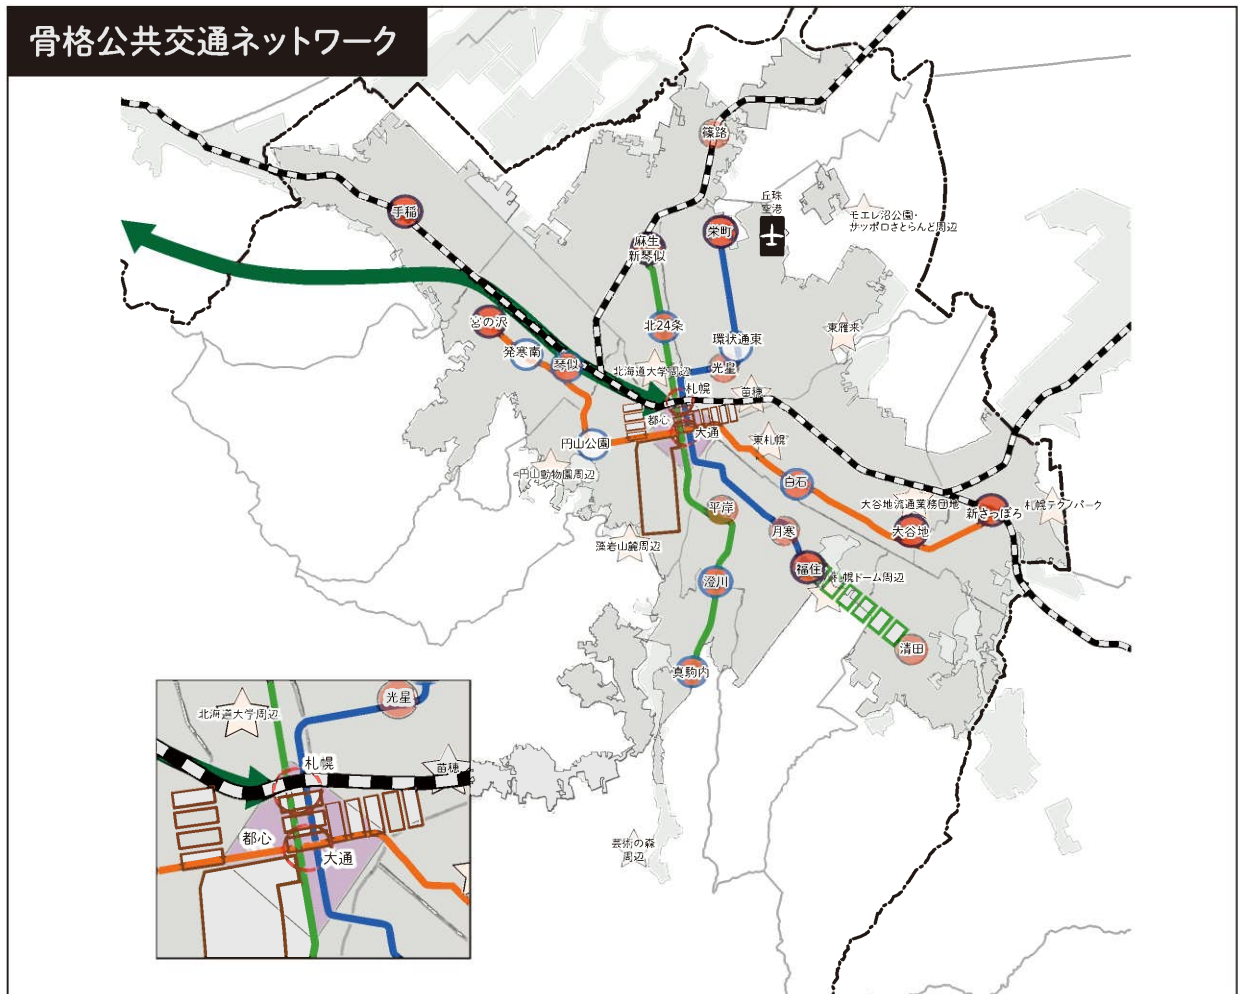 骨格公共交通ネットワーク
篠路
手稲
丘珠
空港
モエレ沼公園・
サッポロさとらんど周辺
栄町
麻生
新琴似
宮の沢
北24条
東雁来
発寒南
環状通東
琴似
北海道大学周辺
光星
札幌
苗穂
都心
大通
円山公園
東札幌
円山動物園周辺
白石
大谷地流通業務団地
札幌テクノパーク
平岸
新さっぽろ
月寒
大谷地
藻岩山麓周辺
福住
札幌ドーム周辺
澄川
清田
真駒内
光星
北海道大学周辺
札幌
苗穂
都心
大通
芸術の森
周辺